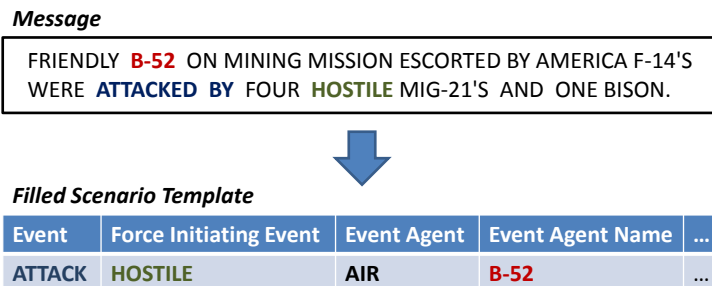 Message
FRIENDLY B-52 ON MINING MISSION ESCORTED BY AMERICA F-14'S
WERE ATTACKED BY FOUR HOSTILE MIG-21'S AND ONE BISON.
Filled Scenario Template
Event Force Initiating Event Event Agent Event Agent Name ...
ATTACK HOSTILE AIR B-52 ...